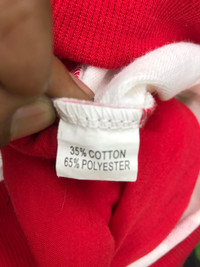 35% COTTON
65% POLYESTER